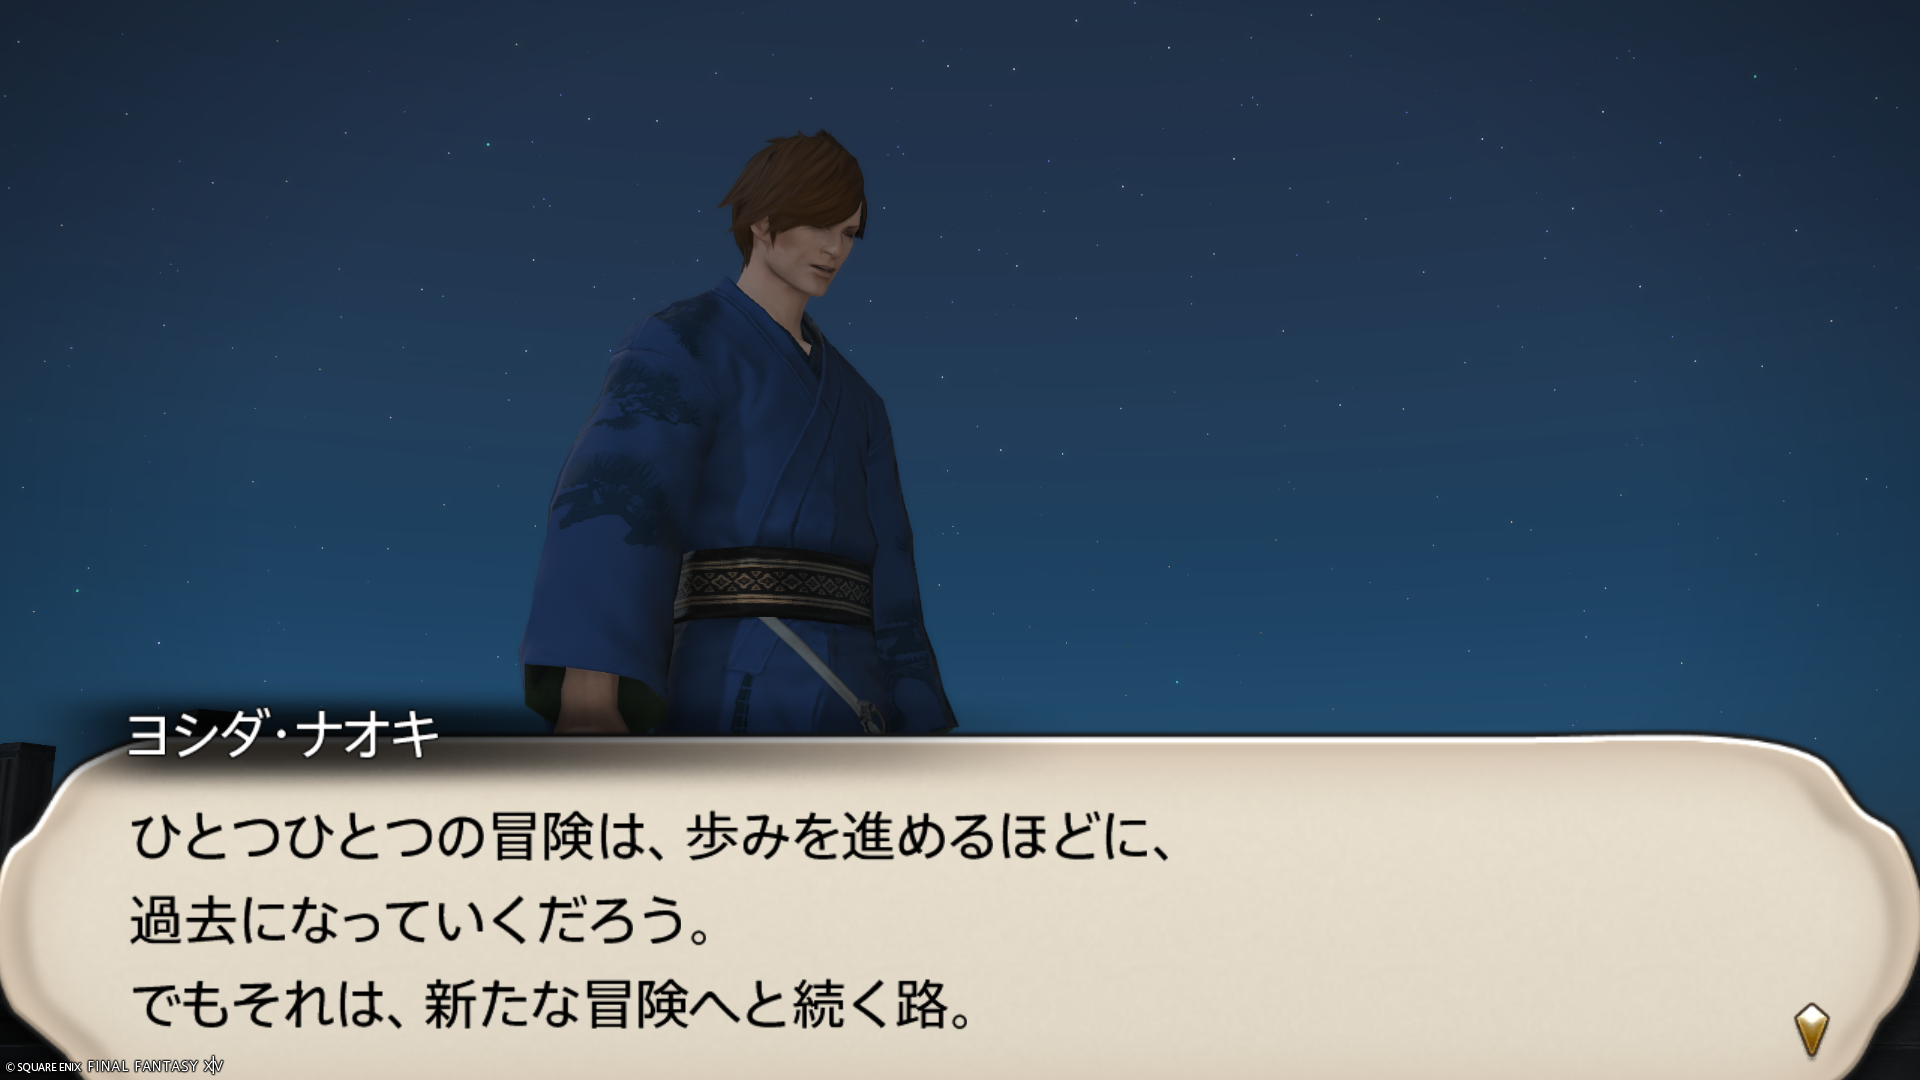 ヨシダ・ナオキ
ひとつひとつの冒険は、歩みを進めるほどに、
過去になっていくだろう。
でもそれは、新たな冒険へと続く路。
© SQUARE ENIX FINAL FANTASY XIV